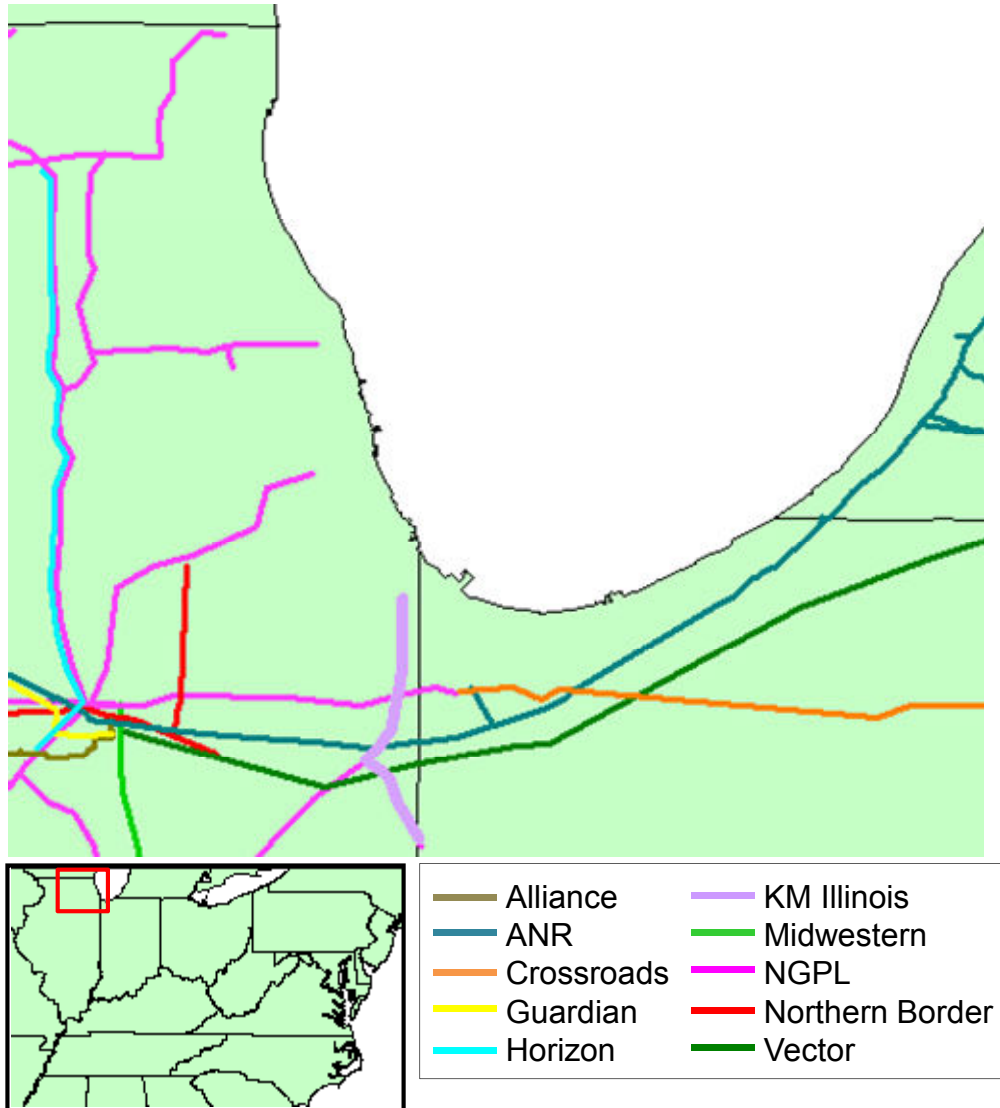 Alliance
ANR
Crossroads
Guardian
Horizon
KM Illinois
Midwestern
NGPL
Northern Border
Vector